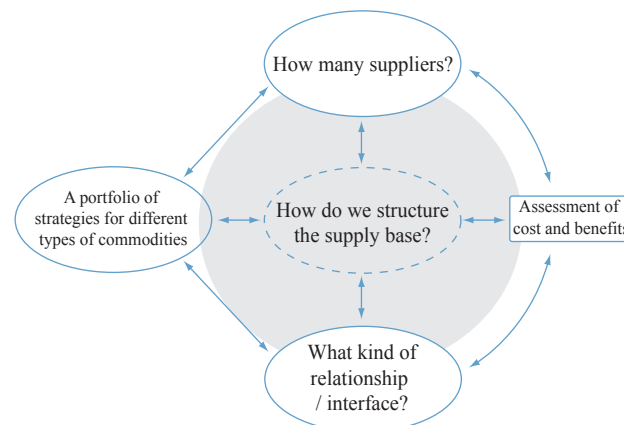 How many suppliers?
A portfolio of
strategies for different
types of commodities
How do we structure
the supply base?
Assessment of
cost and benefits
What kind of
relationship
/ interface?